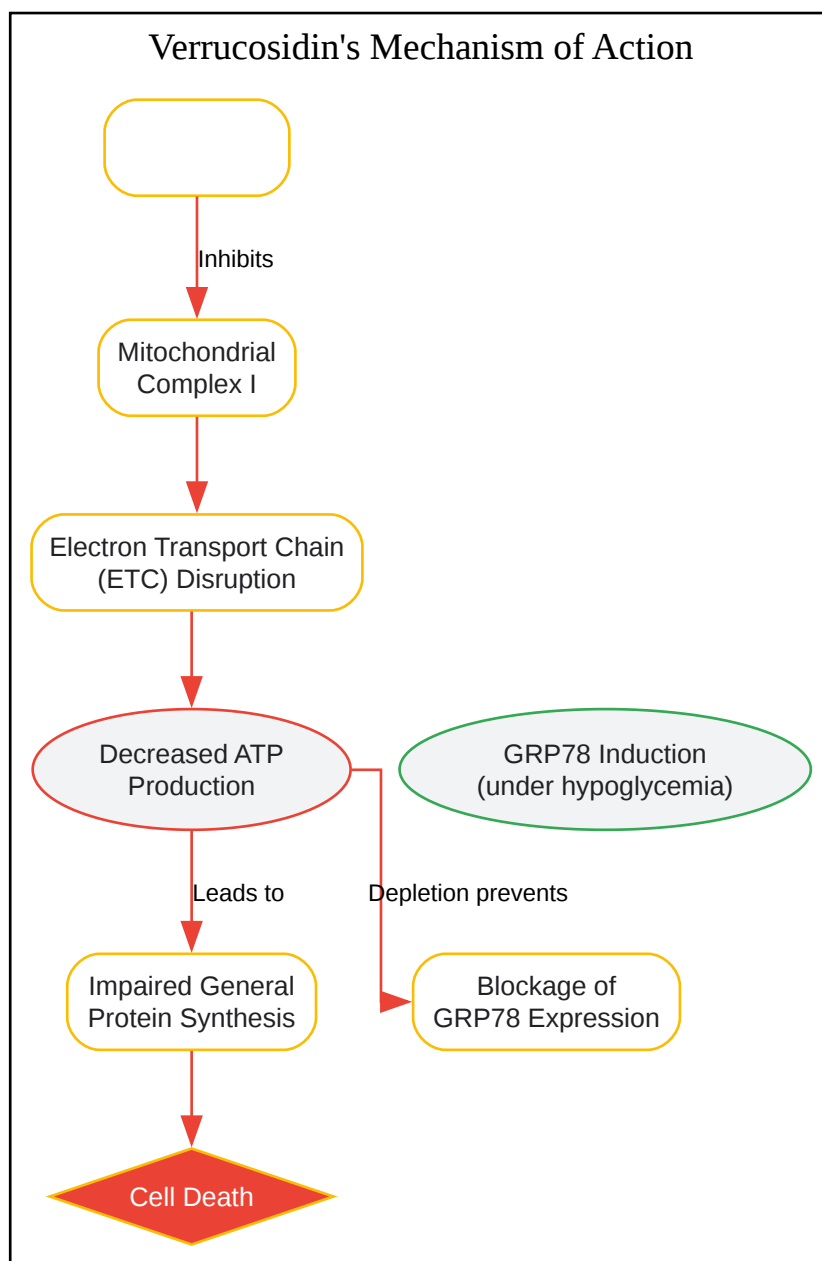 Verrucosidin's Mechanism of Action
Inhibits
Mitochondrial
Complex I
Electron Transport Chain
(ETC) Disruption
Decreased ATP
Production
GRP78 Induction
(under hypoglycemia)
Leads to
Depletion prevents
Impaired General
Protein Synthesis
Blockage of
GRP78 Expression
Cell Death